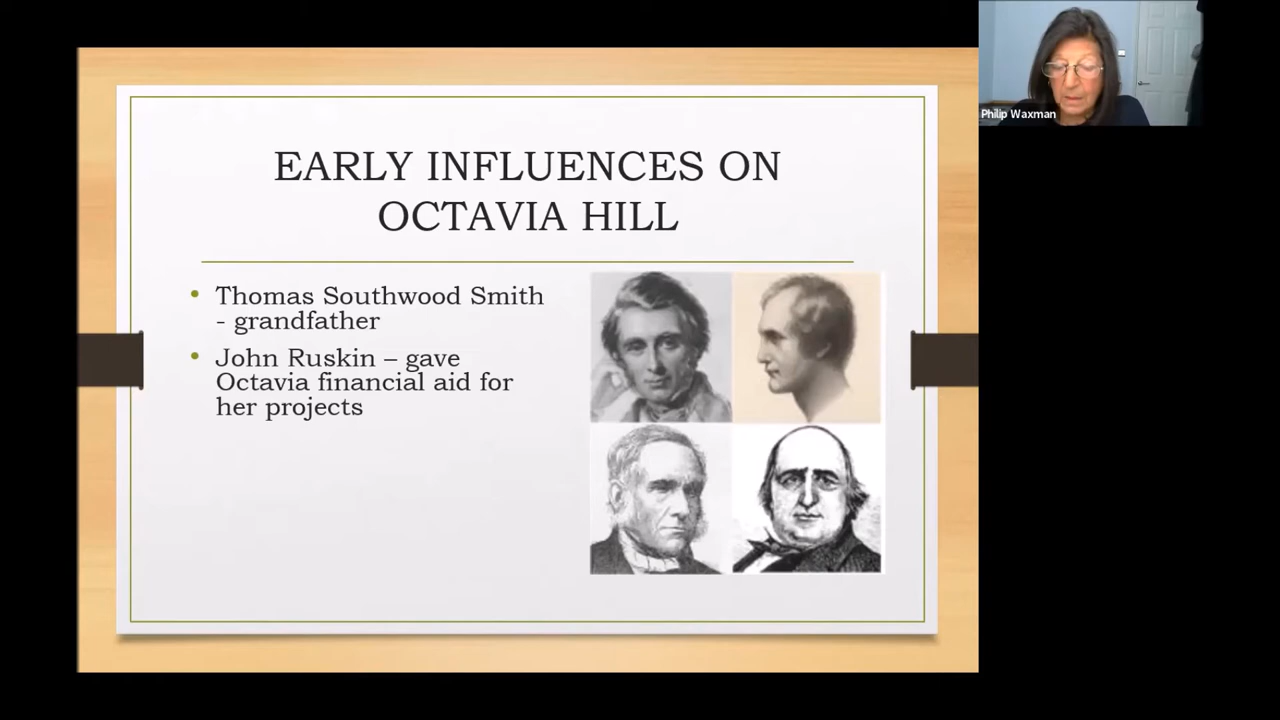 EARLY INFLUENCES ON
OCTAVIA HILL
• Thomas Southwood Smith
- grandfather
• John Ruskin – gave
Octavia financial aid for
her projects
Philip Waxman